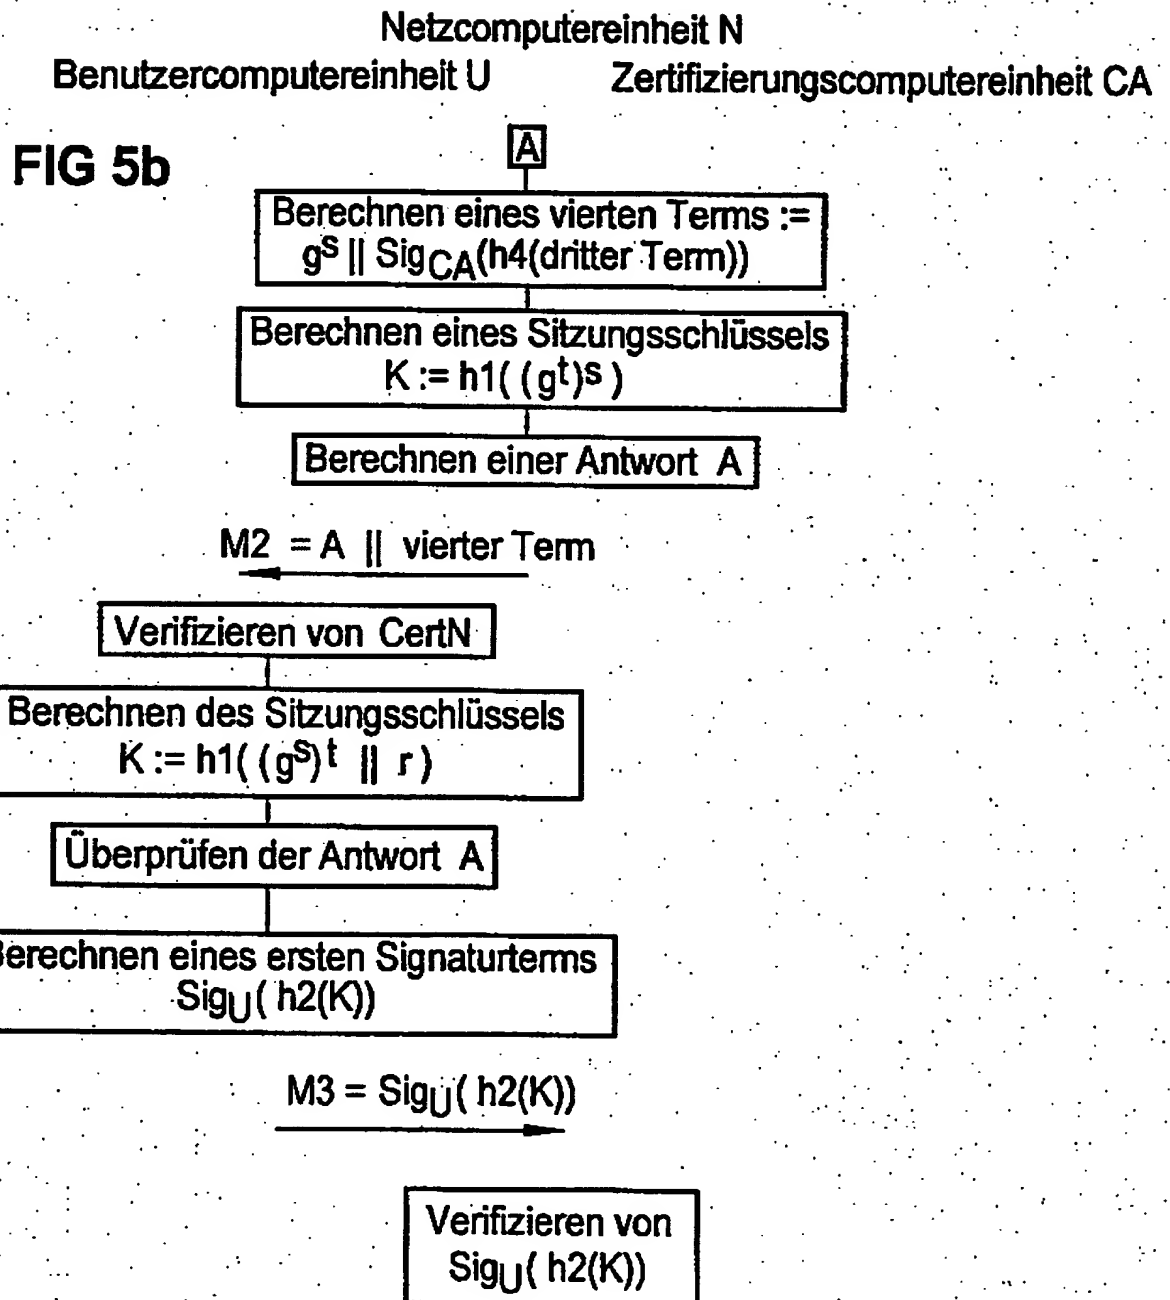 Netzcomputereinheit N
Benutzercomputereinheit U Zertifizierungscomputereinheit CA
FIG 5b
A
Berechnen eines vierten Terms :=
g^s || Sig_CA(h4(dritter Term))
Berechnen eines Sitzungsschlüssels
K := h1( (g^t)^s )
Berechnen einer Antwort A
M2 = A || vierter Term
Verifizieren von CertN
Berechnen des Sitzungsschlüssels
K := h1( (g^s)^t || r )
Überprüfen der Antwort A
Berechnen eines ersten Signaturterms
Sig_U( h2(K))
M3 = Sig_U( h2(K))
Verifizieren von
Sig_U( h2(K))